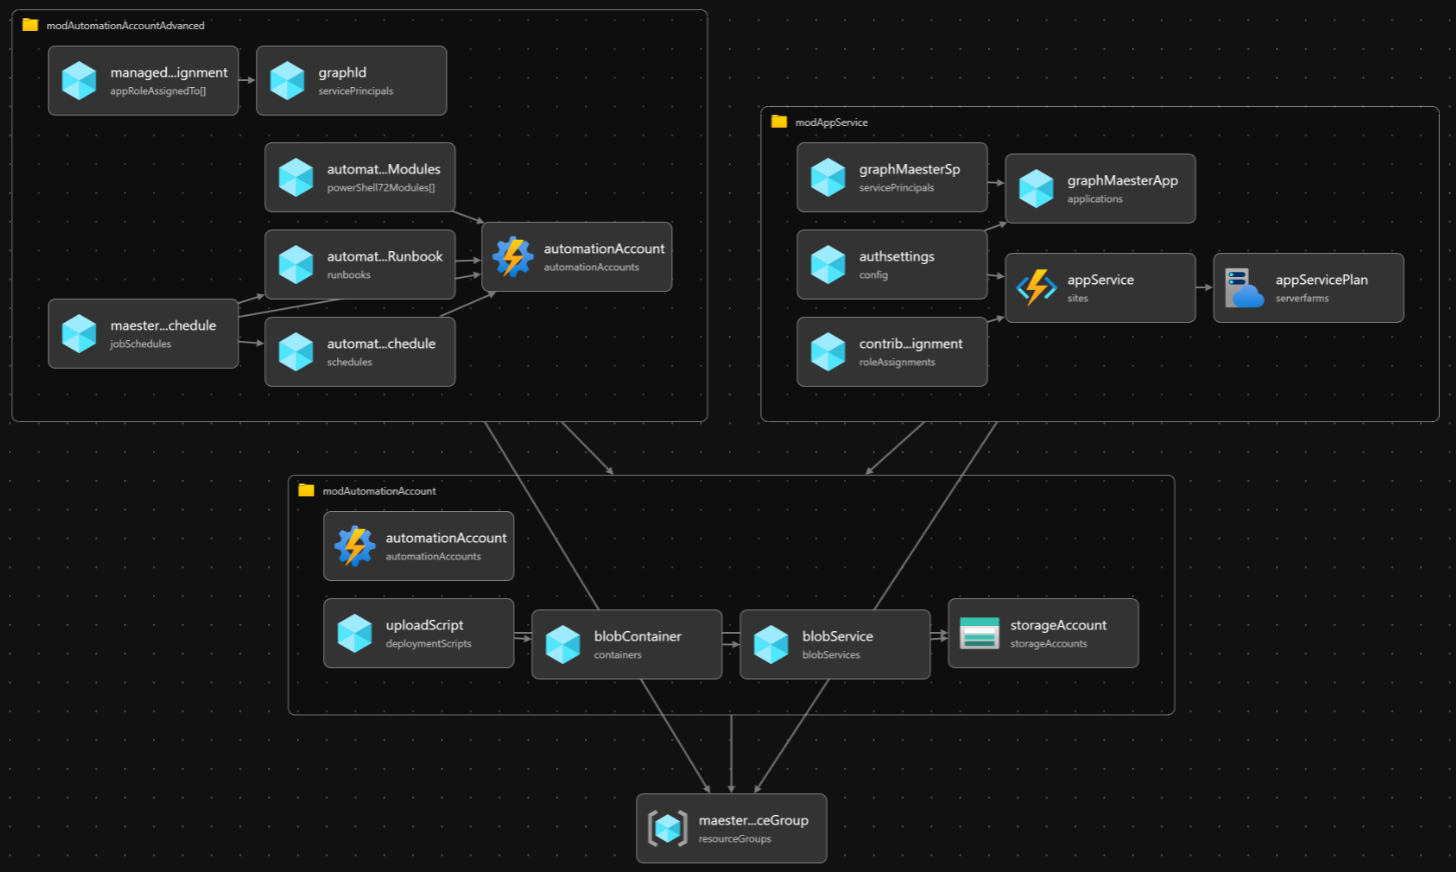 modAutomationAccountAdvanced
managed...ignment
appRoleAssignedTo[]
graphId
servicePrincipals
automat...Modules
powerShell72Modules[]
automat...Runbook
runbooks
automationAccount
automationAccounts
maester...chedule
jobSchedules
automat...chedule
schedules
modAppService
graphMaesterSp
servicePrincipals
graphMaesterApp
applications
authsettings
config
appService
sites
appServicePlan
serverfarms
contrib...ignment
roleAssignments
modAutomationAccount
automationAccount
automationAccounts
uploadScript
deploymentScripts
blobContainer
containers
blobService
blobServices
storageAccount
storageAccounts
maester...ceGroup
resourceGroups